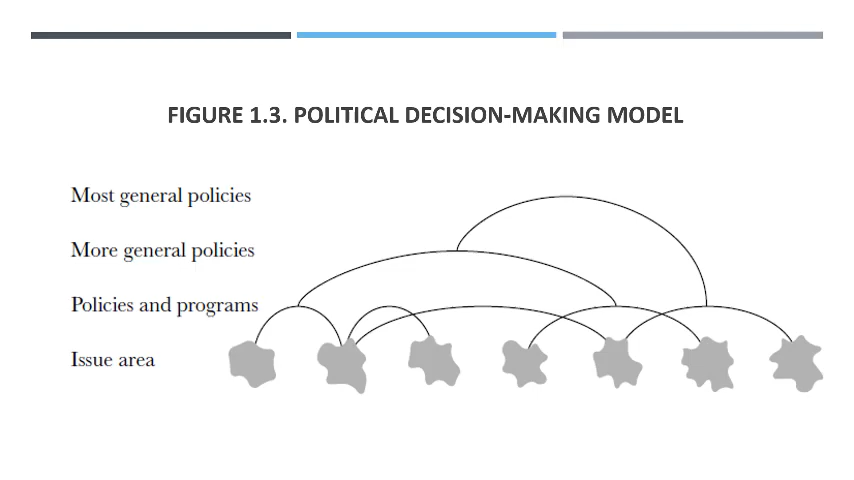 FIGURE 1.3. POLITICAL DECISION-MAKING MODEL
Most general policies
More general policies
Policies and programs
Issue area